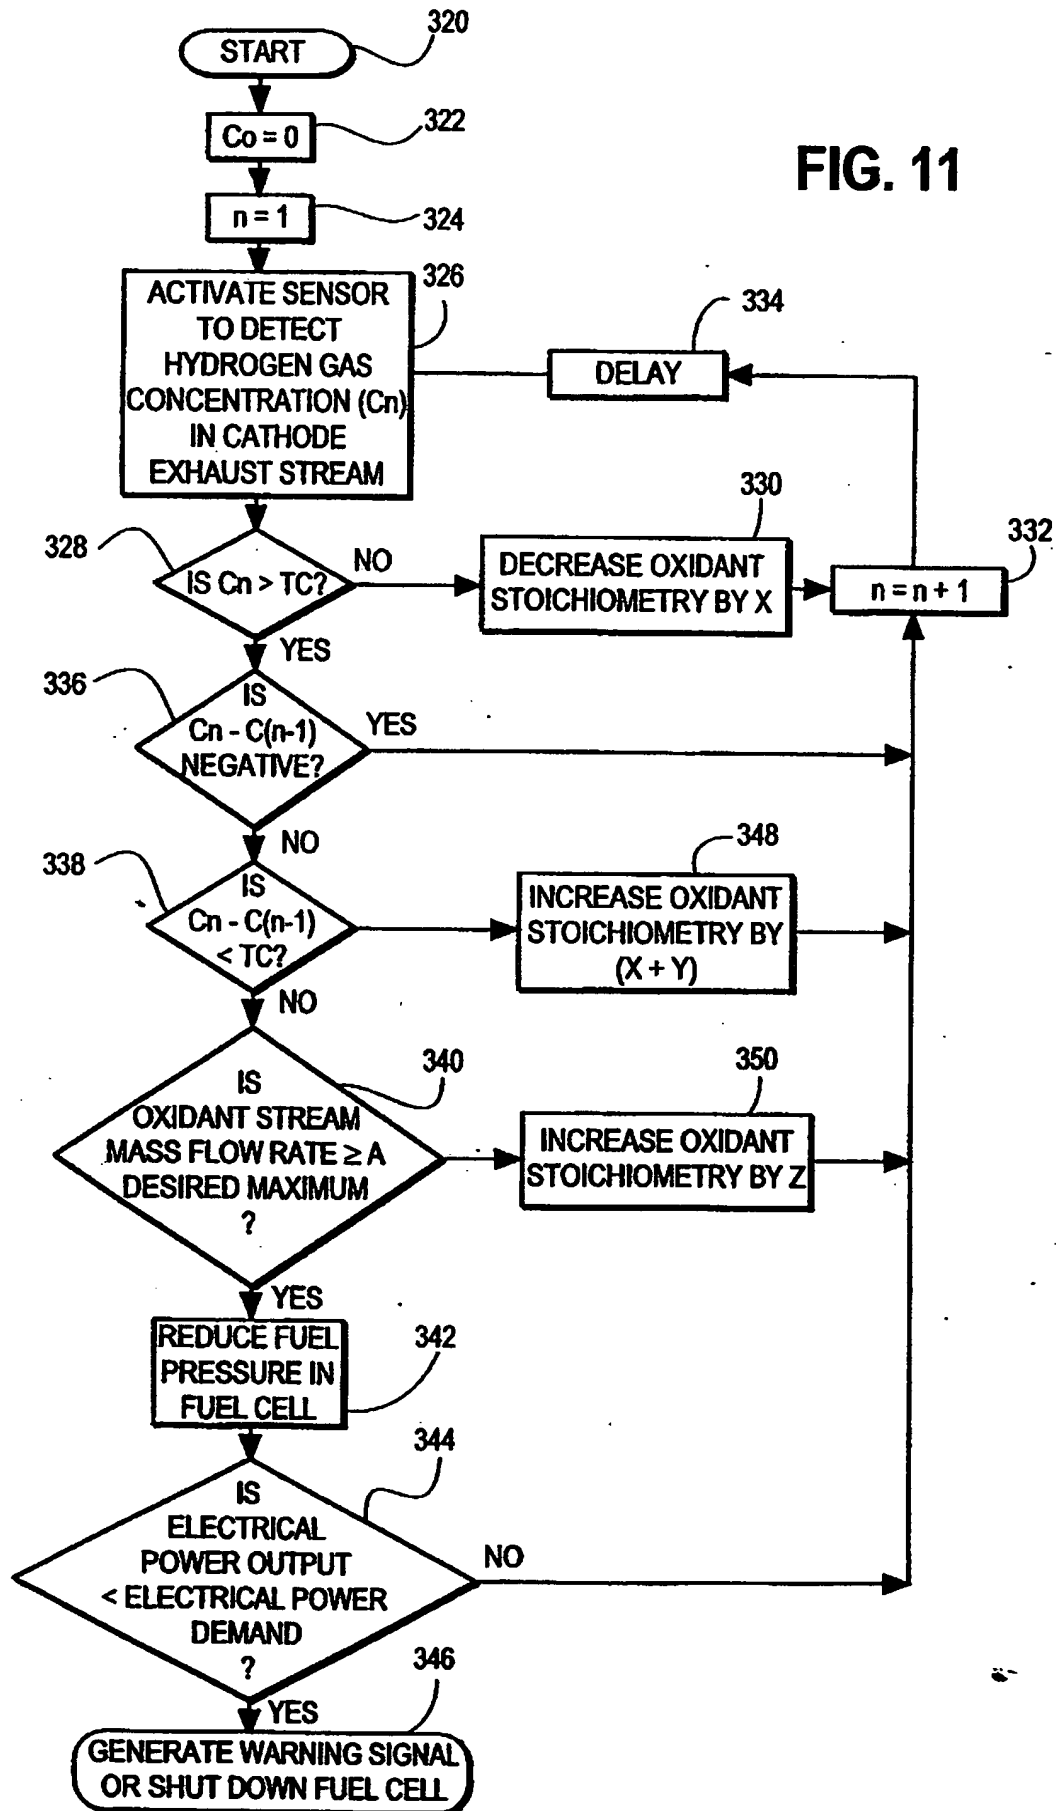 START
320
Co = 0
322
FIG. 11
n = 1
324
ACTIVATE SENSOR
TO DETECT
HYDROGEN GAS
CONCENTRATION (Cn)
IN CATHODE
EXHAUST STREAM
326
DELAY
334
IS Cn > TC?
328
NO
YES
DECREASE OXIDANT
STOICHIOMETRY BY X
330
n = n + 1
332
IS
Cn - C(n-1)
NEGATIVE?
336
YES
NO
IS
Cn - C(n-1)
< TC?
338
NO
INCREASE OXIDANT
STOICHIOMETRY BY
(X + Y)
348
IS
OXIDANT STREAM
MASS FLOW RATE ≥ A
DESIRED MAXIMUM
?
340
YES
INCREASE OXIDANT
STOICHIOMETRY BY Z
350
REDUCE FUEL
PRESSURE IN
FUEL CELL
342
IS
ELECTRICAL
POWER OUTPUT
< ELECTRICAL POWER
DEMAND
?
344
NO
YES
GENERATE WARNING SIGNAL
OR SHUT DOWN FUEL CELL
346